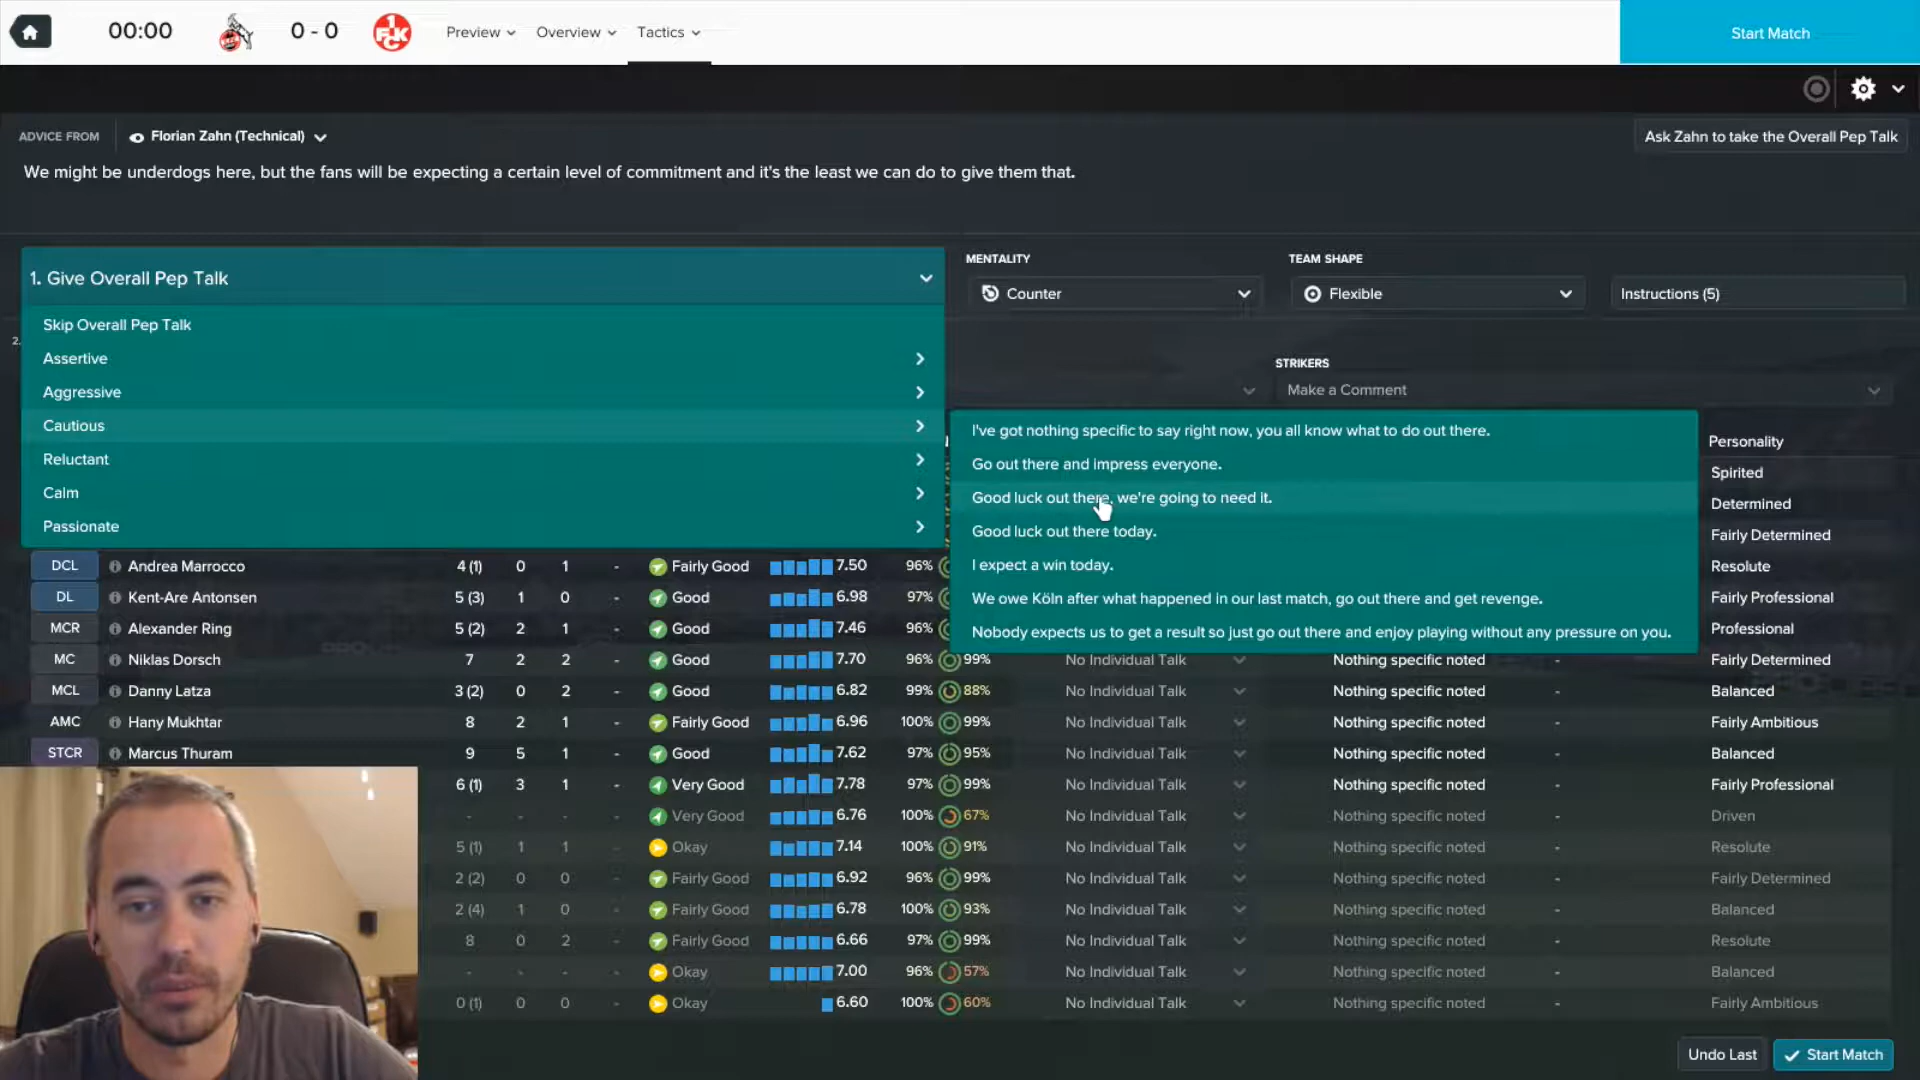 00:00 0 - 0 Preview Overview Tactics Start Match
ADVICE FROM Florian Zahn (Technical) Ask Zahn to take the Overall Pep Talk
We might be underdogs here, but the fans will be expecting a certain level of commitment and it's the least we can do to give them that.
MENTALITY TEAM SHAPE
1. Give Overall Pep Talk Counter Flexible Instructions (5)
Skip Overall Pep Talk
2.
Assertive
STRIKERS
Aggressive Make a Comment
Cautious I've got nothing specific to say right now, you all know what to do out there. Personality
Reluctant Go out there and impress everyone. Spirited
Calm Good luck out there, we're going to need it. Determined
Passionate Good luck out there today. Fairly Determined
DCL Andrea Marrocco 4 (1) 0 1 - Fairly Good 7.50 96% I expect a win today. Resolute
DL Kent-Are Antonsen 5 (3) 1 0 - Good 6.98 97% We owe Köln after what happened in our last match, go out there and get revenge. Fairly Professional
MCR Alexander Ring 5 (2) 2 1 - Good 7.46 96% Nobody expects us to get a result so just go out there and enjoy playing without any pressure on you. Professional
MC Niklas Dorsch 7 2 2 - Good 7.70 96% 99% No Individual Talk Nothing specific noted - Fairly Determined
MCL Danny Latza 3 (2) 0 2 - Good 6.82 99% 88% No Individual Talk Nothing specific noted - Balanced
AMC Hany Mukhtar 8 2 1 - Fairly Good 6.96 100% 99% No Individual Talk Nothing specific noted - Fairly Ambitious
STCR Marcus Thuram 9 5 1 - Good 7.62 97% 95% No Individual Talk Nothing specific noted - Balanced
6 (1) 3 1 - Very Good 7.78 97% 99% No Individual Talk Nothing specific noted - Fairly Professional
- - - - Very Good 6.76 100% 67% No Individual Talk Nothing specific noted - Driven
5 (1) 1 1 - Okay 7.14 100% 91% No Individual Talk Nothing specific noted - Resolute
2 (2) 0 0 - Fairly Good 6.92 96% 99% No Individual Talk Nothing specific noted - Fairly Determined
2 (4) 1 0 - Fairly Good 6.78 100% 93% No Individual Talk Nothing specific noted - Balanced
8 0 2 - Fairly Good 6.66 97% 99% No Individual Talk Nothing specific noted - Resolute
- - - - Okay 7.00 96% 57% No Individual Talk Nothing specific noted - Balanced
0 (1) 0 0 - Okay 6.60 100% 60% No Individual Talk Nothing specific noted - Fairly Ambitious
Undo Last Start Match